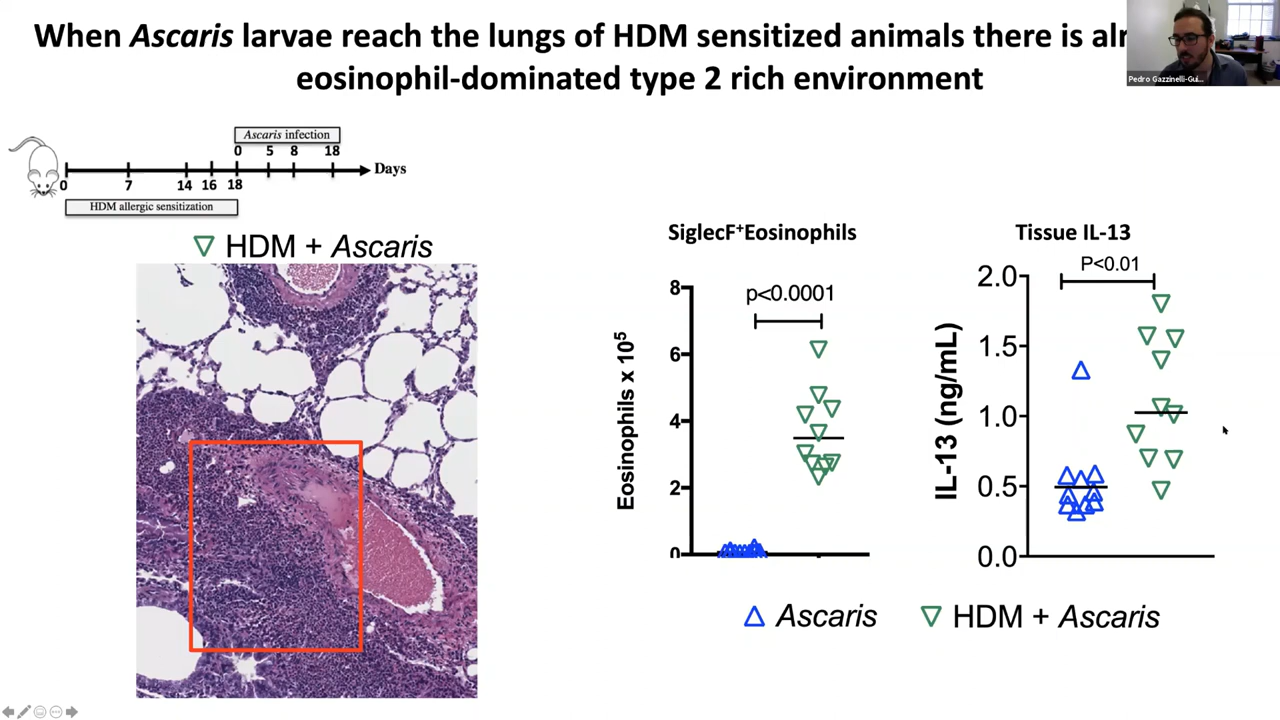 When Ascaris larvae reach the lungs of HDM sensitized animals there is
eosinophil-dominated type 2 rich environment
Pedro Gazzinelli-Gui...
Ascaris infection
0 5 8 18
Days
0 7 14 16 18
HDM allergic sensitization
HDM + Ascaris
SiglecF⁺Eosinophils
p<0.0001
Eosinophils x 10⁵
8
6
4
2
0
Tissue IL-13
P<0.01
IL-13 (ng/mL)
2.0
1.5
1.0
0.5
0.0
Ascaris
HDM + Ascaris